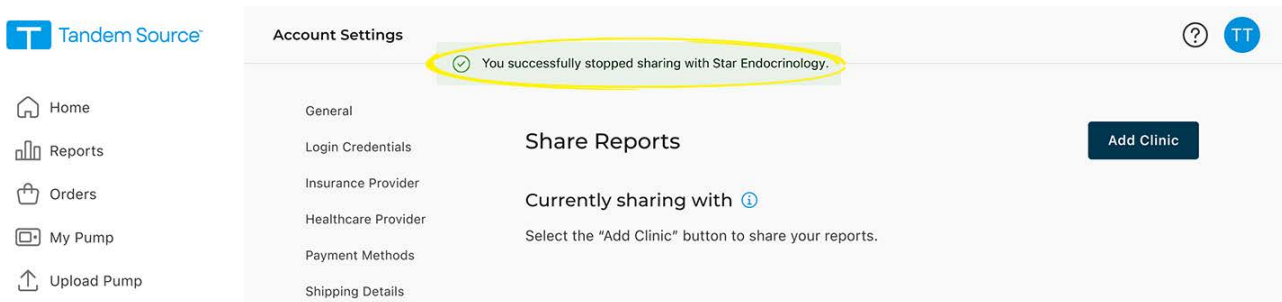 Tandem Source™
Home
Reports
Orders
My Pump
Upload Pump
Account Settings
TT
You successfully stopped sharing with Star Endocrinology.
General
Login Credentials
Insurance Provider
Healthcare Provider
Payment Methods
Shipping Details
Share Reports
Add Clinic
Currently sharing with
Select the “Add Clinic” button to share your reports.